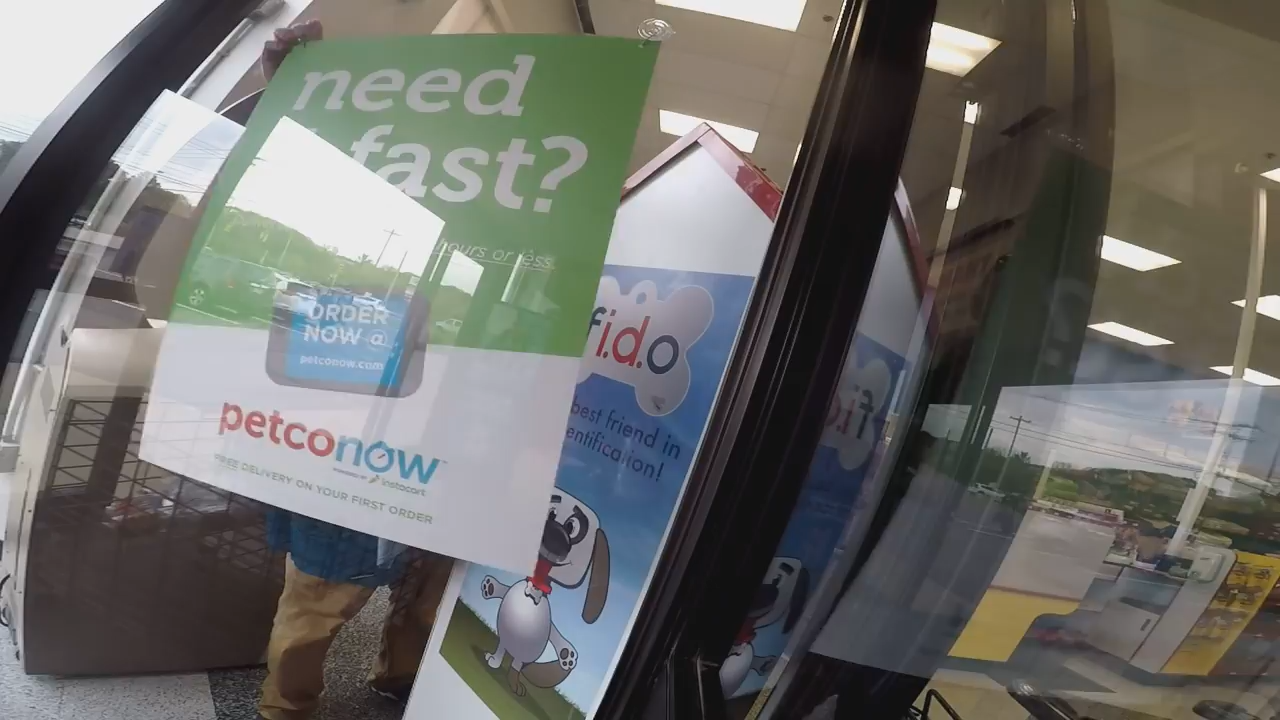 need
fast?
hours or less.
ORDER
NOW @
petconow.com
petconow
instacart
FREE DELIVERY ON YOUR FIRST ORDER
f.i.d.o
best friend in
entification!